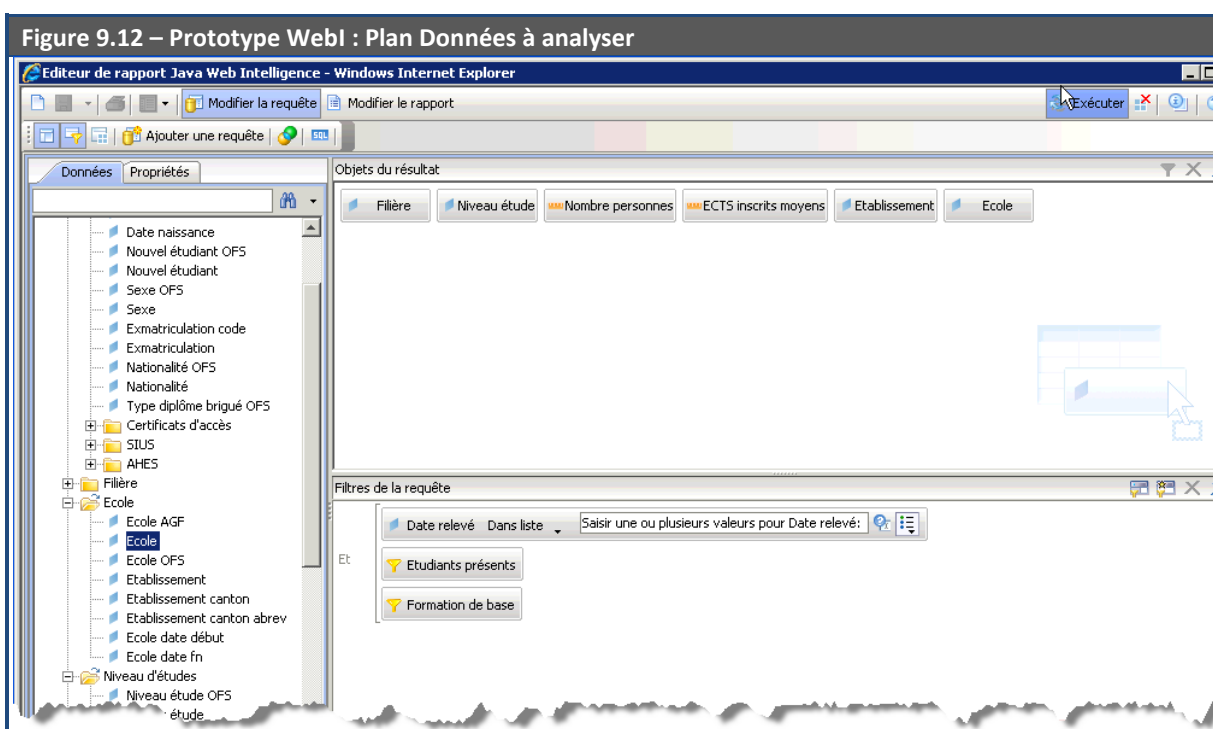 Figure 9.12 – Prototype WebI : Plan Données à analyser
Editeur de rapport Java Web Intelligence - Windows Internet Explorer
Modifier la requête Modifier le rapport Exécuter
Ajouter une requête SQL
Données Propriétés
Objets du résultat
Filière Niveau étude Nombre personnes ECTS inscrits moyens Etablissement Ecole
Date naissance
Nouvel étudiant OFS
Nouvel étudiant
Sexe OFS
Sexe
Exmatriculation code
Exmatriculation
Nationalité OFS
Nationalité
Type diplôme brigué OFS
Certificats d'accès
SIUS
AHES
Filière
Ecole
Ecole AGF
Ecole
Ecole OFS
Etablissement
Etablissement canton
Etablissement canton abrev
Ecole date début
Ecole date fn
Niveau d'études
Niveau étude OFS
étude
Filtres de la requête
Date relevé Dans liste Saisir une ou plusieurs valeurs pour Date relevé:
Et
Etudiants présents
Formation de base